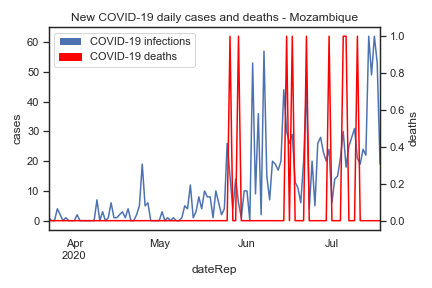 New COVID-19 daily cases and deaths - Mozambique
COVID-19 infections
COVID-19 deaths
60
50
40
30
20
10
0
cases
1.0
0.8
0.6
0.4
0.2
0.0
deaths
Apr
2020
May
Jun
Jul
dateRep